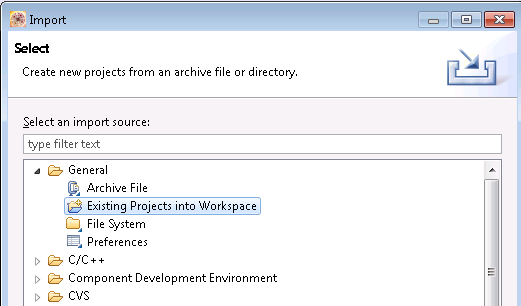 Import
Select
Create new projects from an archive file or directory.
Select an import source:
type filter text
General
Archive File
Existing Projects into Workspace
File System
Preferences
C/C++
Component Development Environment
CVS